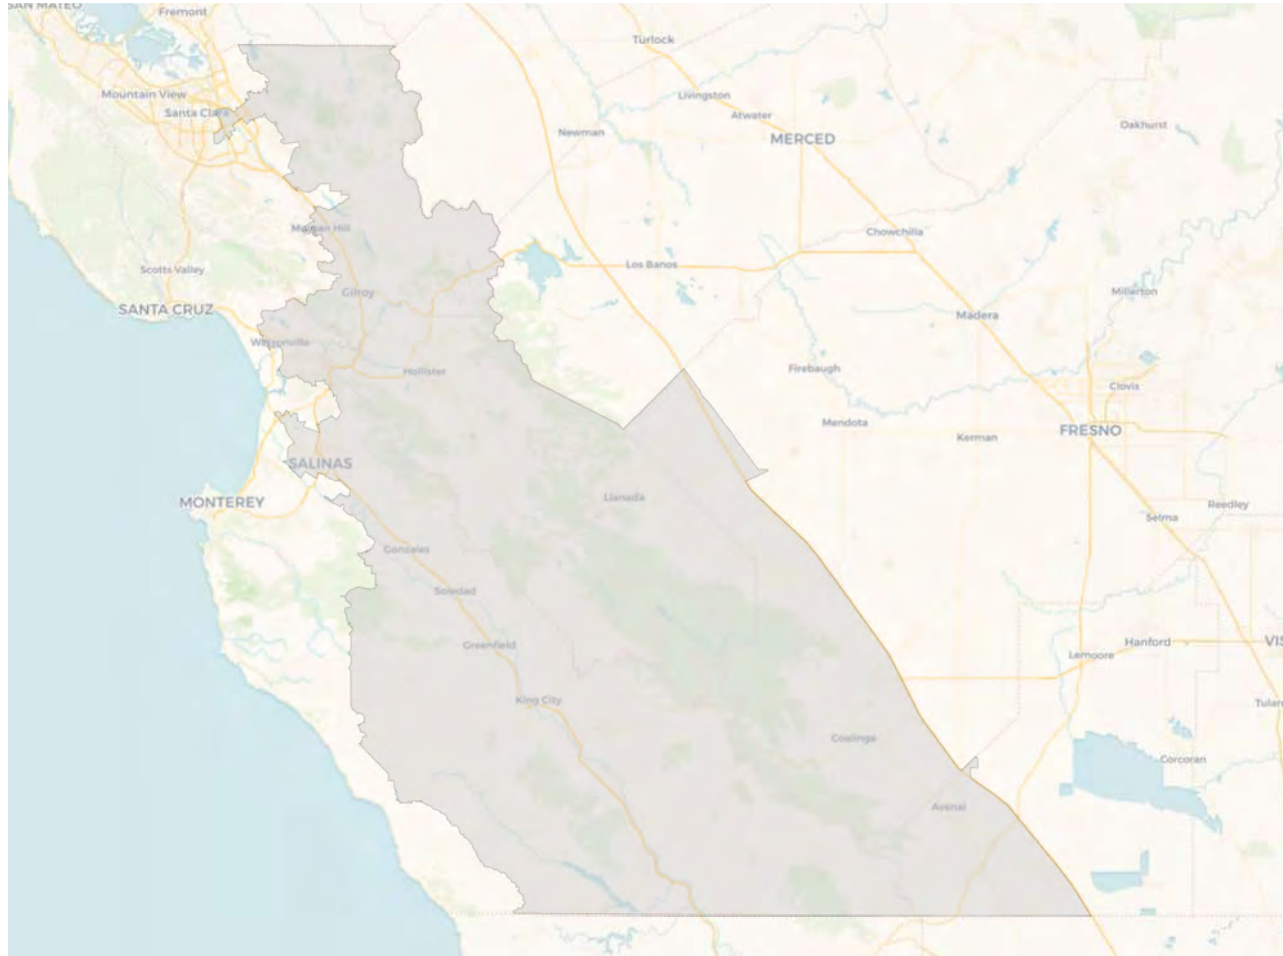 SAN MATEO
Fremont
Turlock
Mountain View
Livingston
Santa Clara
Atwater
Oakhurst
Newman
MERCED
Morgan Hill
Chowchilla
Scotts Valley
Los Banos
Gilroy
Millerton
SANTA CRUZ
Madera
Watsonville
Hollister
Firebaugh
Clovis
Mendota
Kerman
FRESNO
SALINAS
Llanada
MONTEREY
Reedley
Selma
Gonzales
Soledad
Greenfield
Hanford
VIS
Lemoore
King City
Tular
Coalinga
Corcoran
Avenal